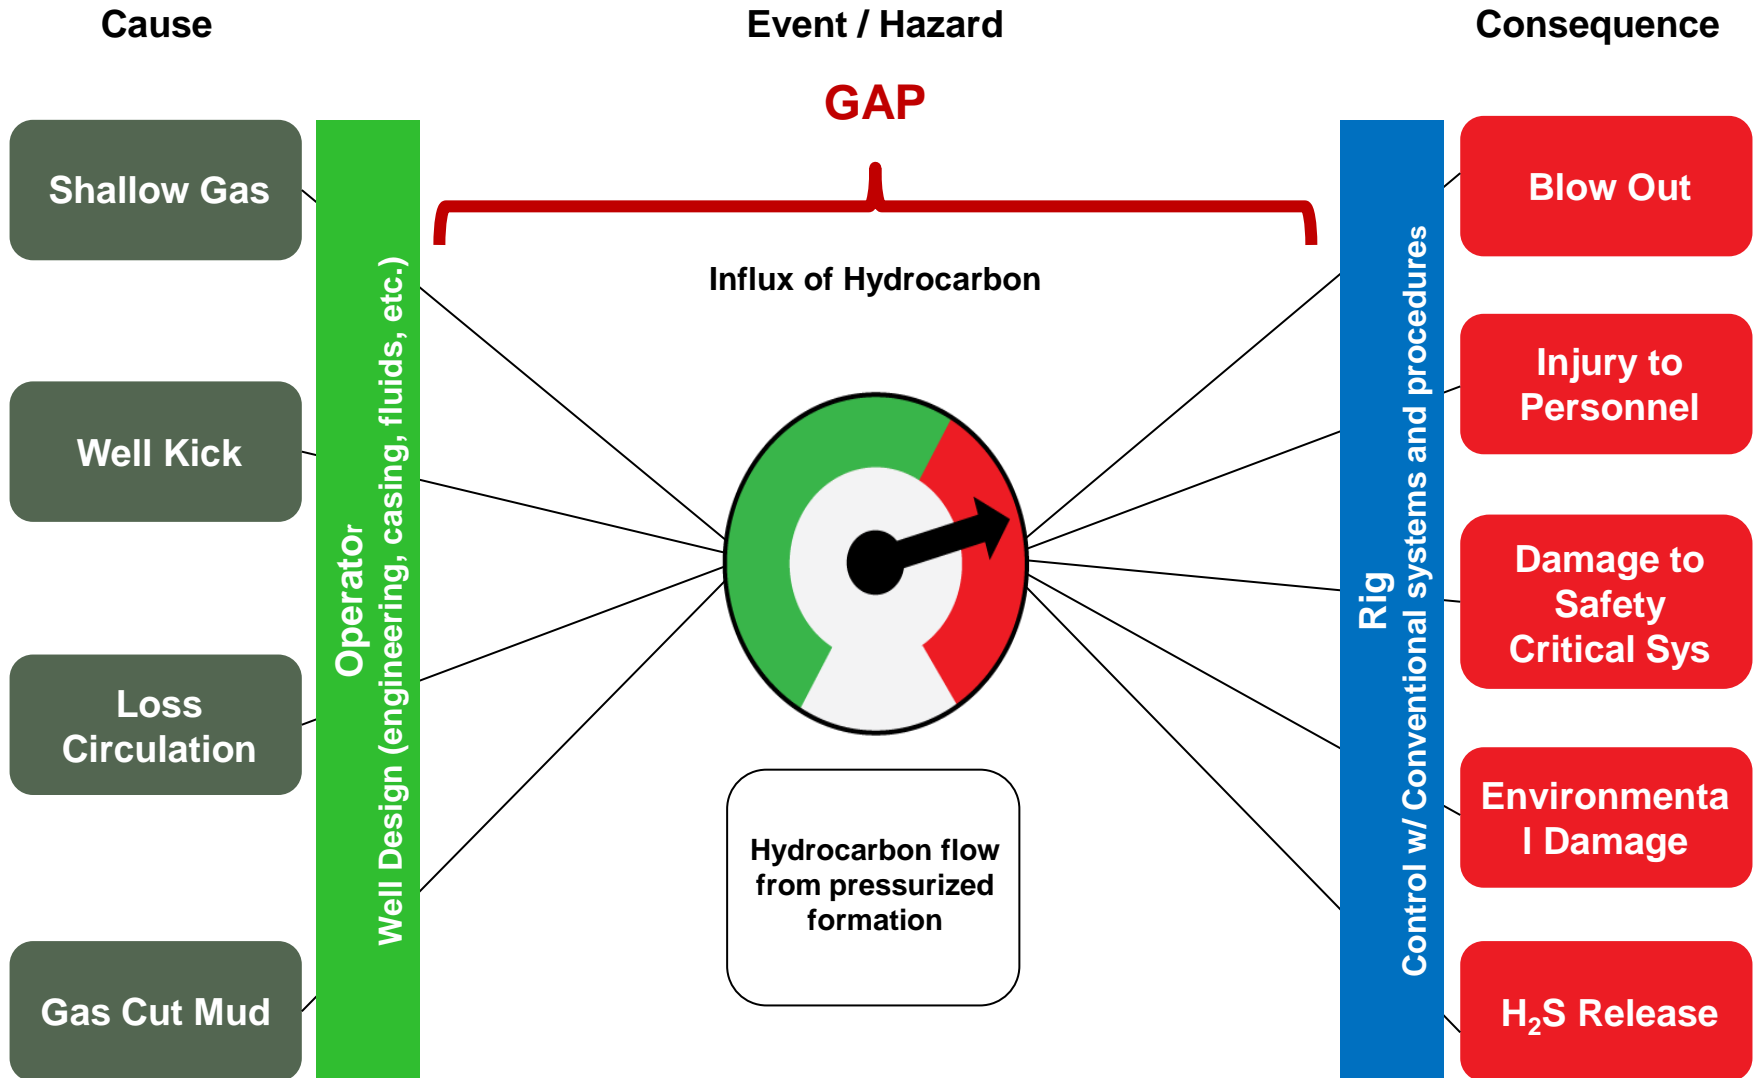 Cause
Event / Hazard
Consequence
GAP
Shallow Gas
Well Kick
Loss
Circulation
Gas Cut Mud
Operator
Well Design (engineering, casing, fluids, etc.)
Influx of Hydrocarbon
Hydrocarbon flow
from pressurized
formation
Rig
Control w/ Conventional systems and procedures
Blow Out
Injury to
Personnel
Damage to
Safety
Critical Sys
Environmenta
l Damage
H₂S Release